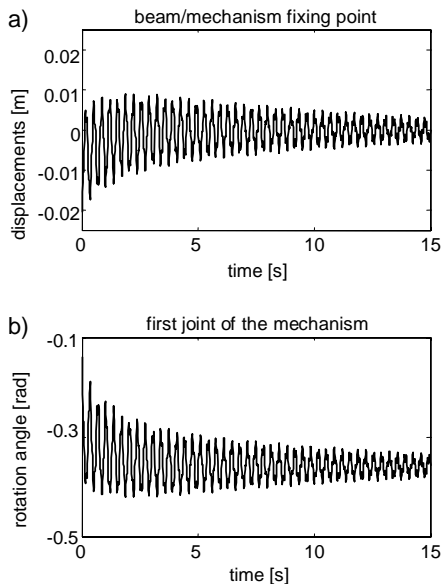 a)
beam/mechanism fixing point
displacements [m]
0.02
0.01
0
-0.01
-0.02
0
5
10
15
time [s]
b)
first joint of the mechanism
rotation angle [rad]
-0.1
-0.3
-0.5
0
5
10
15
time [s]